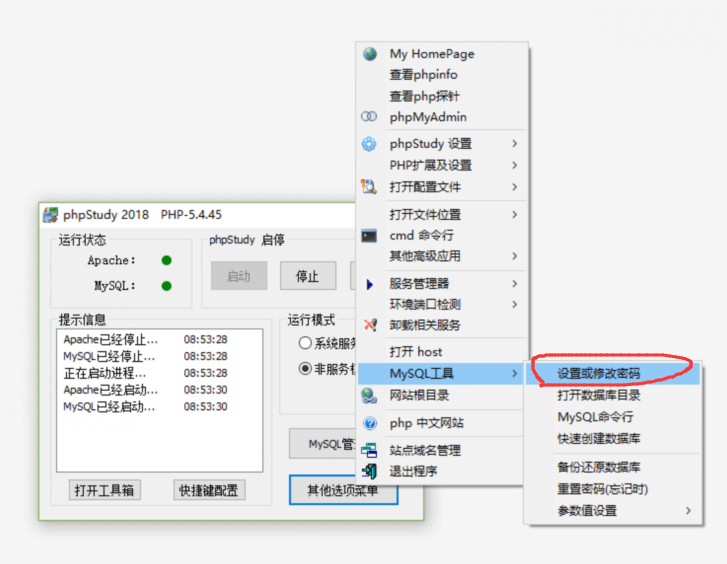 My HomePage
查看phpinfo
查看php探针
phpMyAdmin
phpStudy 设置
PHP扩展及设置
打开配置文件
打开文件位置
cmd 命令行
其他高级应用
服务管理器
环境端口检测
卸载相关服务
打开 host
MySQL工具
网站根目录
php 中文网站
站点域名管理
退出程序
设置或修改密码
打开数据库目录
MySQL命令行
快速创建数据库
备份还原数据库
重置密码(忘记时)
参数值设置
phpStudy 2018 PHP-5.4.45
运行状态
Apache:
MySQL:
phpStudy 启停
启动
停止
提示信息
Apache已经停止... 08:53:28
MySQL已经停止... 08:53:28
正在启动进程... 08:53:28
Apache已经启动... 08:53:30
MySQL已经启动... 08:53:30
运行模式
系统服务
非服务
MySQL管
打开工具箱
快捷键配置
其他选项菜单